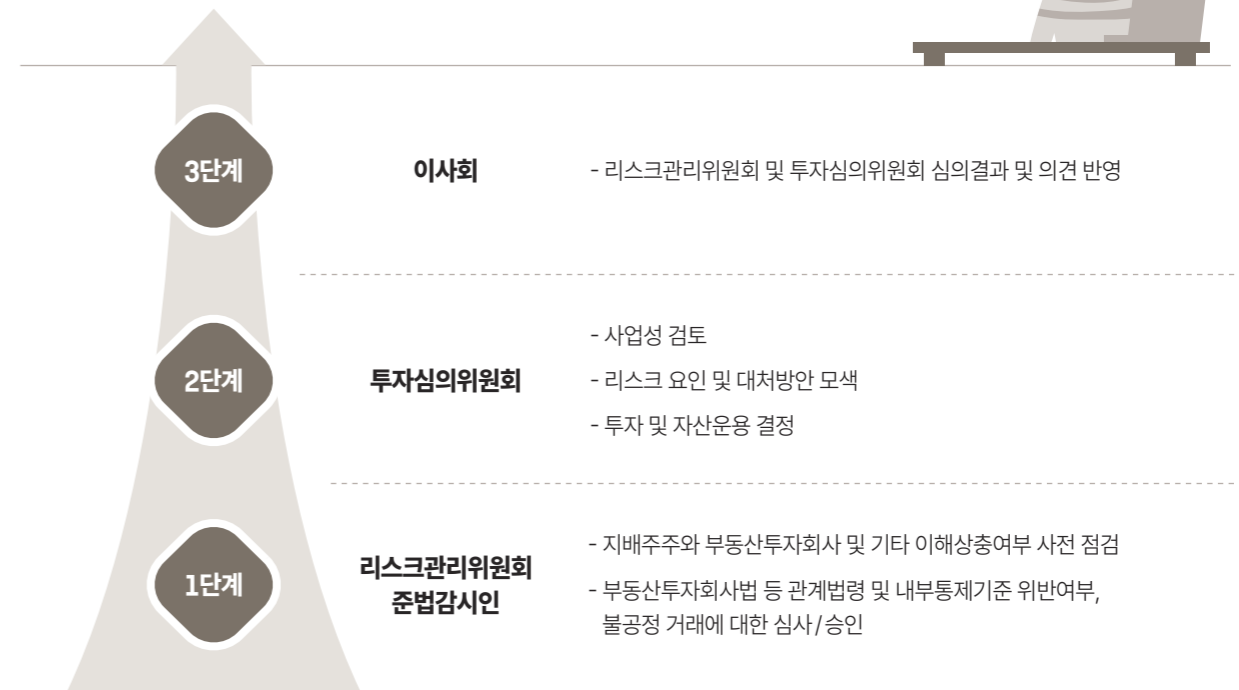 3단계
이사회
- 리스크관리위원회 및 투자심의위원회 심의결과 및 의견 반영
2단계
투자심의위원회
- 사업성 검토
- 리스크 요인 및 대처방안 모색
- 투자 및 자산운용 결정
1단계
리스크관리위원회
준법감시인
- 지배주주와 부동산투자회사 및 기타 이해상충여부 사전 점검
- 부동산투자회사법 등 관계법령 및 내부통제기준 위반여부,
불공정 거래에 대한 심사/승인